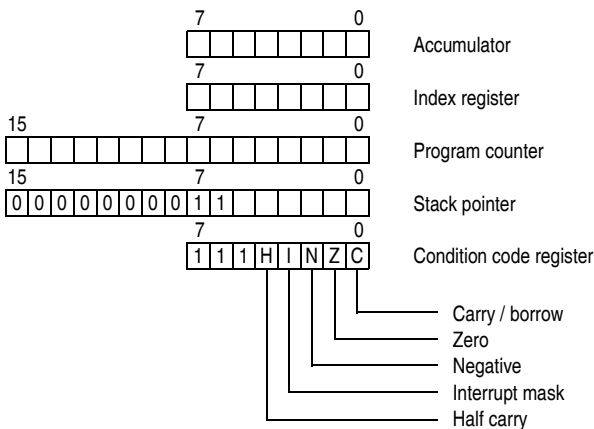 7 0
Accumulator
7 0
Index register
15 7 0
Program counter
15 7 0
0 0 0 0 0 0 0 0 1 1 Stack pointer
7 0
1 1 1 H I N Z C Condition code register
Carry / borrow
Zero
Negative
Interrupt mask
Half carry